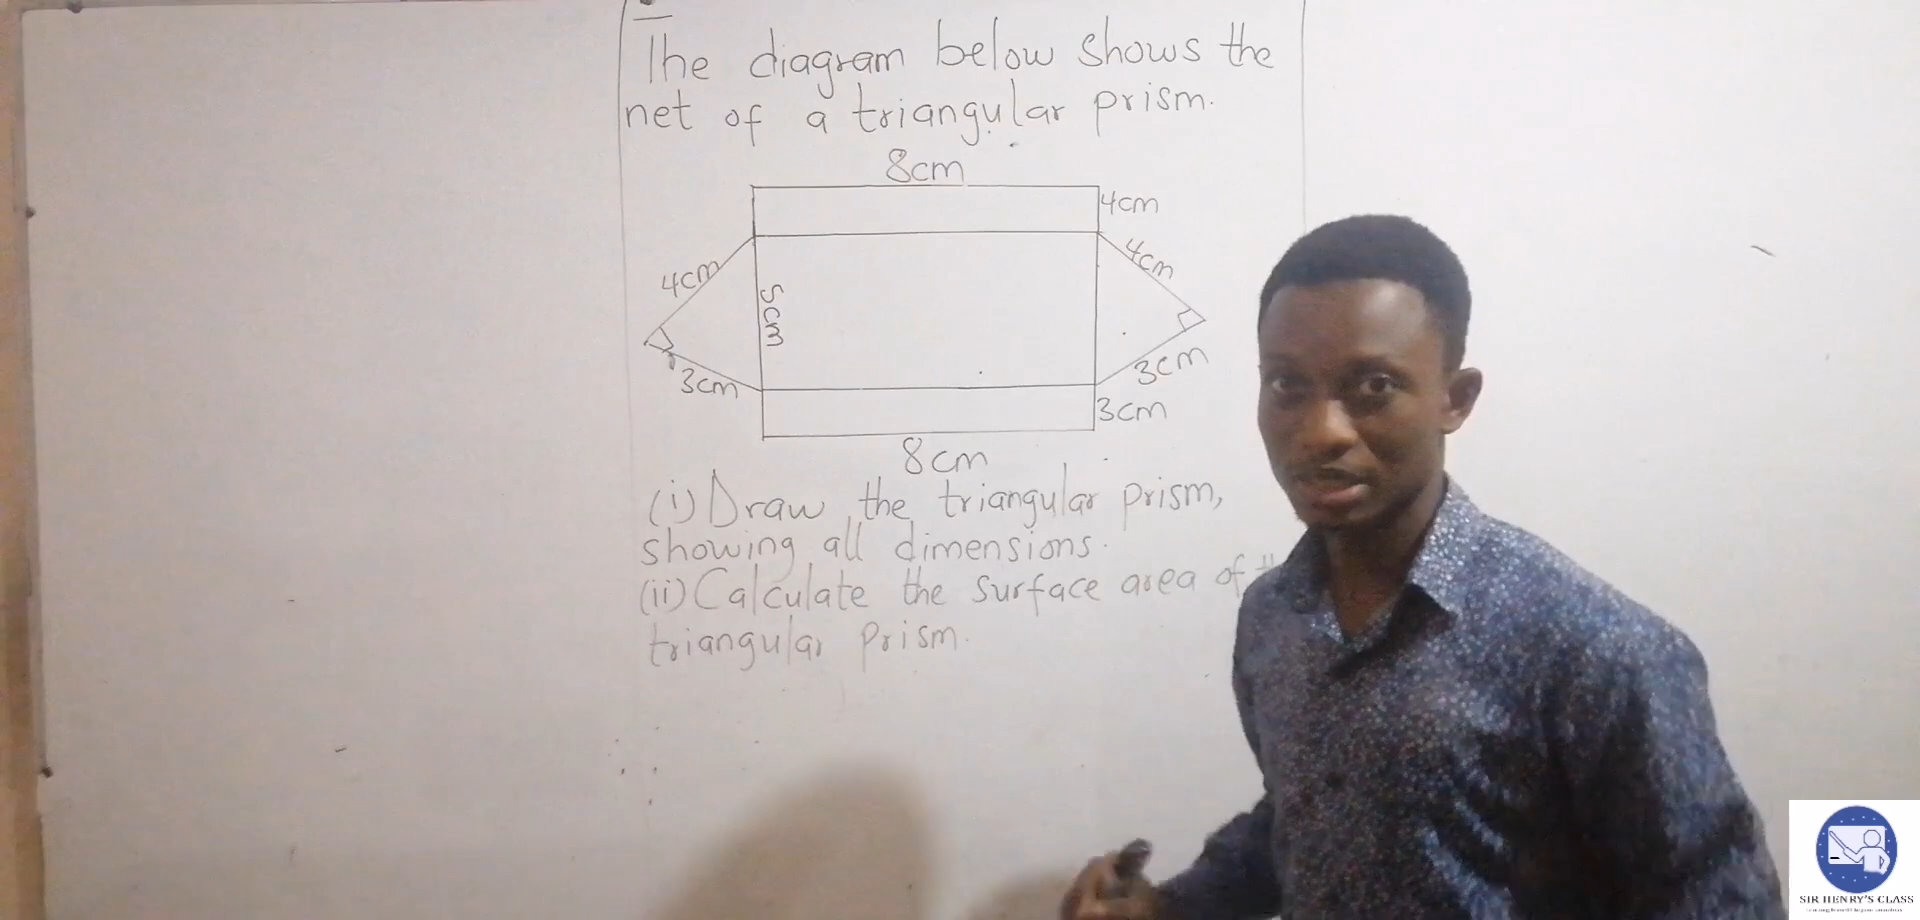 The diagram below shows the
net of a triangular prism.
8cm
4cm
4cm
4cm
5cm
3cm
3cm
3cm
8cm
(i) Draw the triangular prism,
showing all dimensions.
(ii) Calculate the surface area of
triangular prism.
SIR HENRY'S CLASS